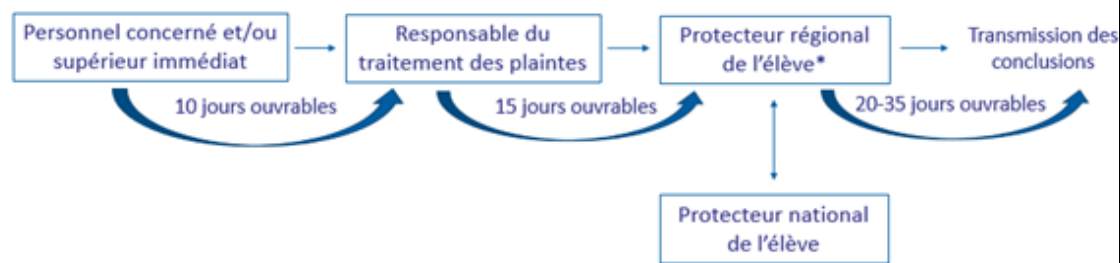 Personnel concerné et/ou
supérieur immédiat
Responsable du
traitement des plaintes
Protecteur régional
de l'élève*
Transmission des
conclusions
10 jours ouvrables
15 jours ouvrables
20-35 jours ouvrables
Protecteur national
de l'élève